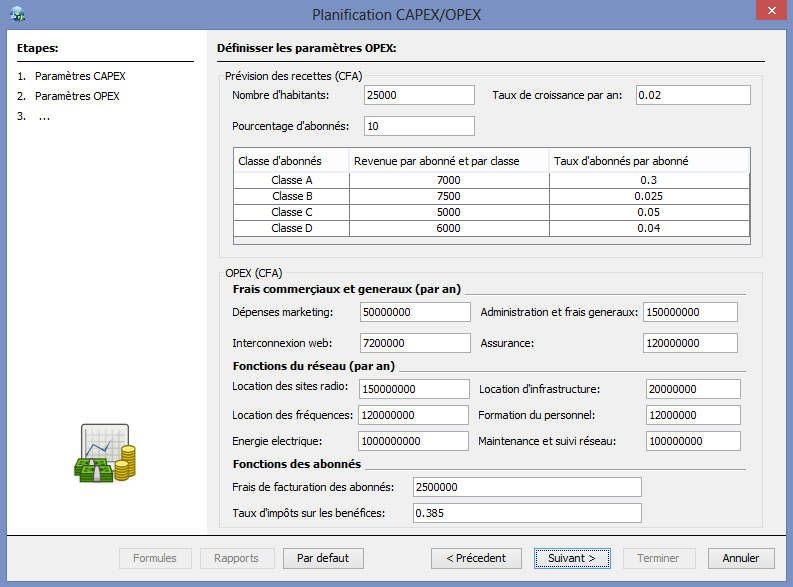 Planification CAPEX/OPEX
Etapes:
1. Paramètres CAPEX
2. Paramètres OPEX
3. ...
Définisser les paramètres OPEX:
Prévision des recettes (CFA)
Nombre d'habitants: 25000 Taux de croissance par an: 0.02
Pourcentage d'abonnés: 10
Classe d'abonnés Revenue par abonné et par classe Taux d'abonnés par abonné
Classe A 7000 0.3
Classe B 7500 0.025
Classe C 5000 0.05
Classe D 6000 0.04
OPEX (CFA)
Frais commerçiaux et generaux (par an)
Dépenses marketing: 50000000 Administration et frais generaux: 150000000
Interconnexion web: 7200000 Assurance: 120000000
Fonctions du réseau (par an)
Location des sites radio: 150000000 Location d'infrastructure: 20000000
Location des fréquences: 120000000 Formation du personnel: 12000000
Energie electrique: 1000000000 Maintenance et suivi réseau: 100000000
Fonctions des abonnés
Frais de facturation des abonnés: 2500000
Taux d'impôts sur les benéfices: 0.385
Formules Rapports Par defaut < Précedent Suivant > Terminer Annuler